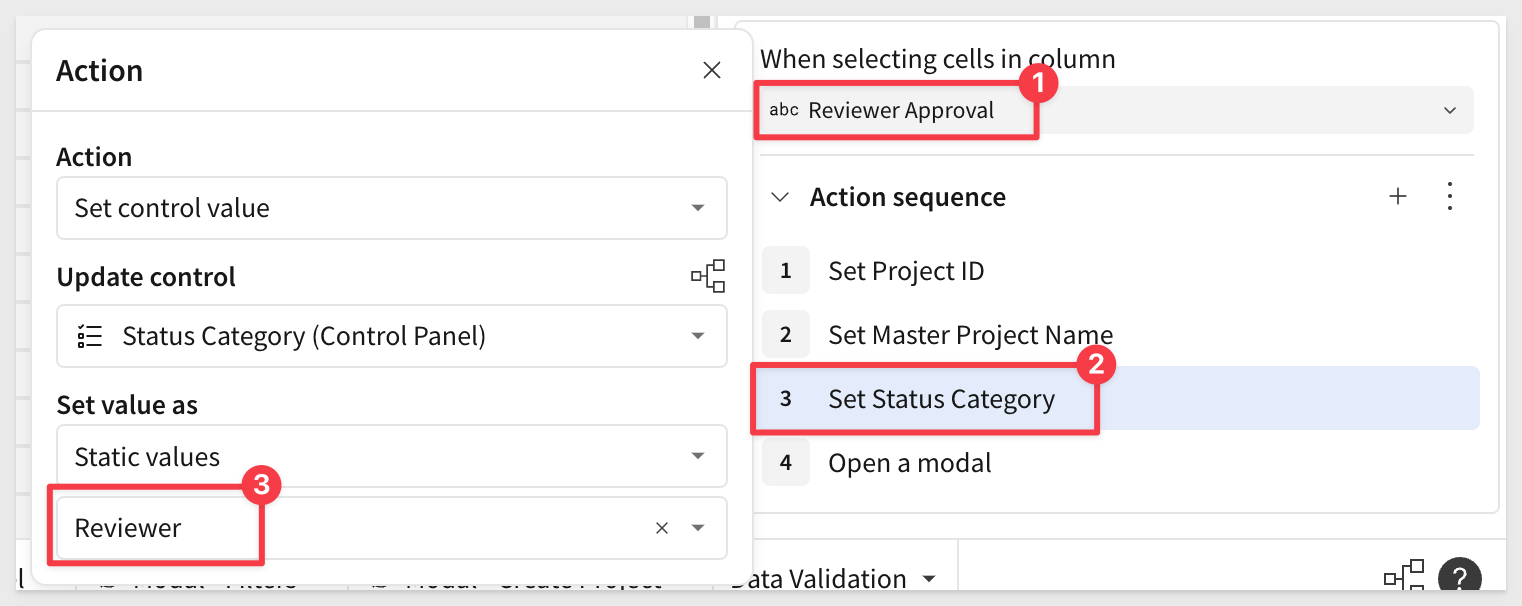 Action
Action
Set control value
Update control
Status Category (Control Panel)
Set value as
Static values
3
Reviewer
When selecting cells in column
1
abc Reviewer Approval
Action sequence
1 Set Project ID
2 Set Master Project Name
2
3 Set Status Category
4 Open a modal
Data Validation
?